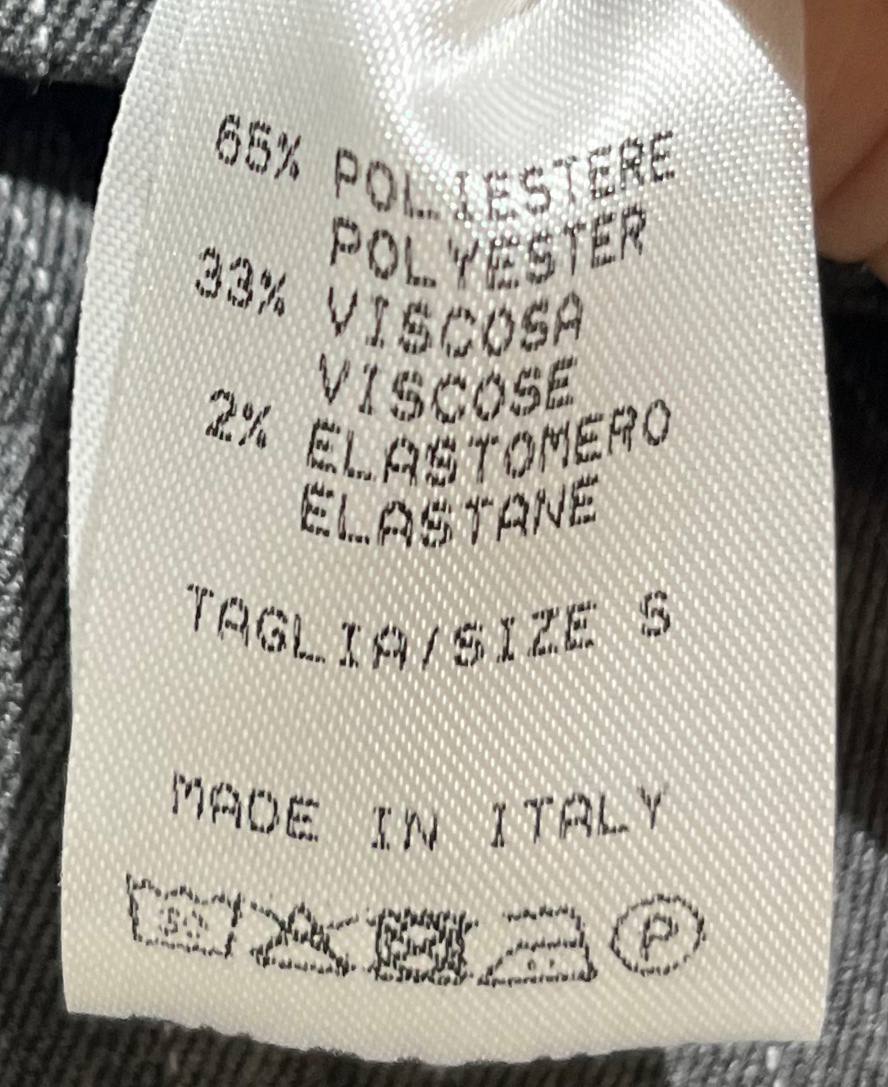 65% POLIESTERE
POLYESTER
33% VISCOSA
VISCOSE
2% ELASTOMERO
ELASTANE
TAGLIA/SIZE S
MADE IN ITALY
P